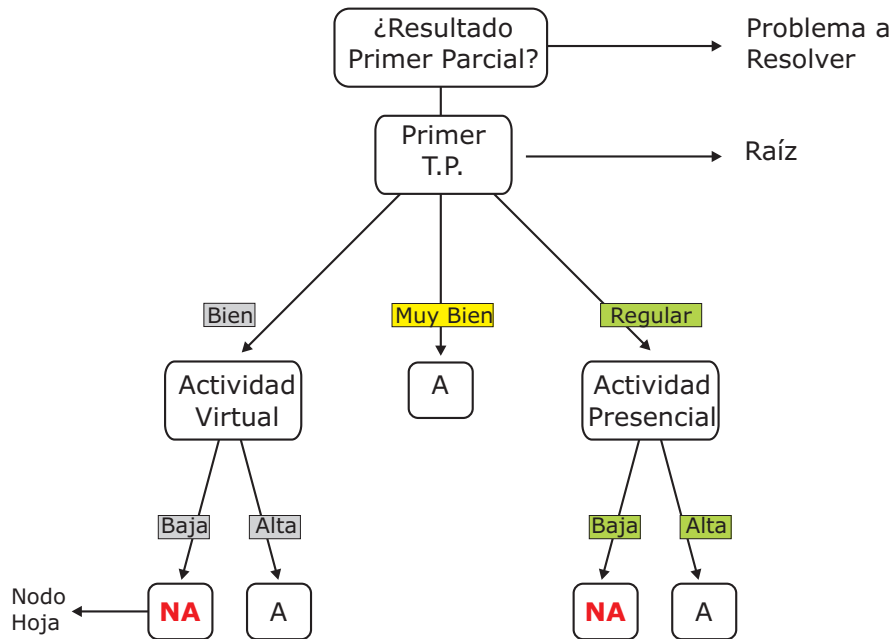 ¿Resultado
Primer Parcial?
Problema a
Resolver
Primer
T.P.
Raíz
Bien
Muy Bien
Regular
Actividad
Virtual
A
Actividad
Presencial
Baja
Alta
Baja
Alta
Nodo
Hoja
NA
A
NA
A